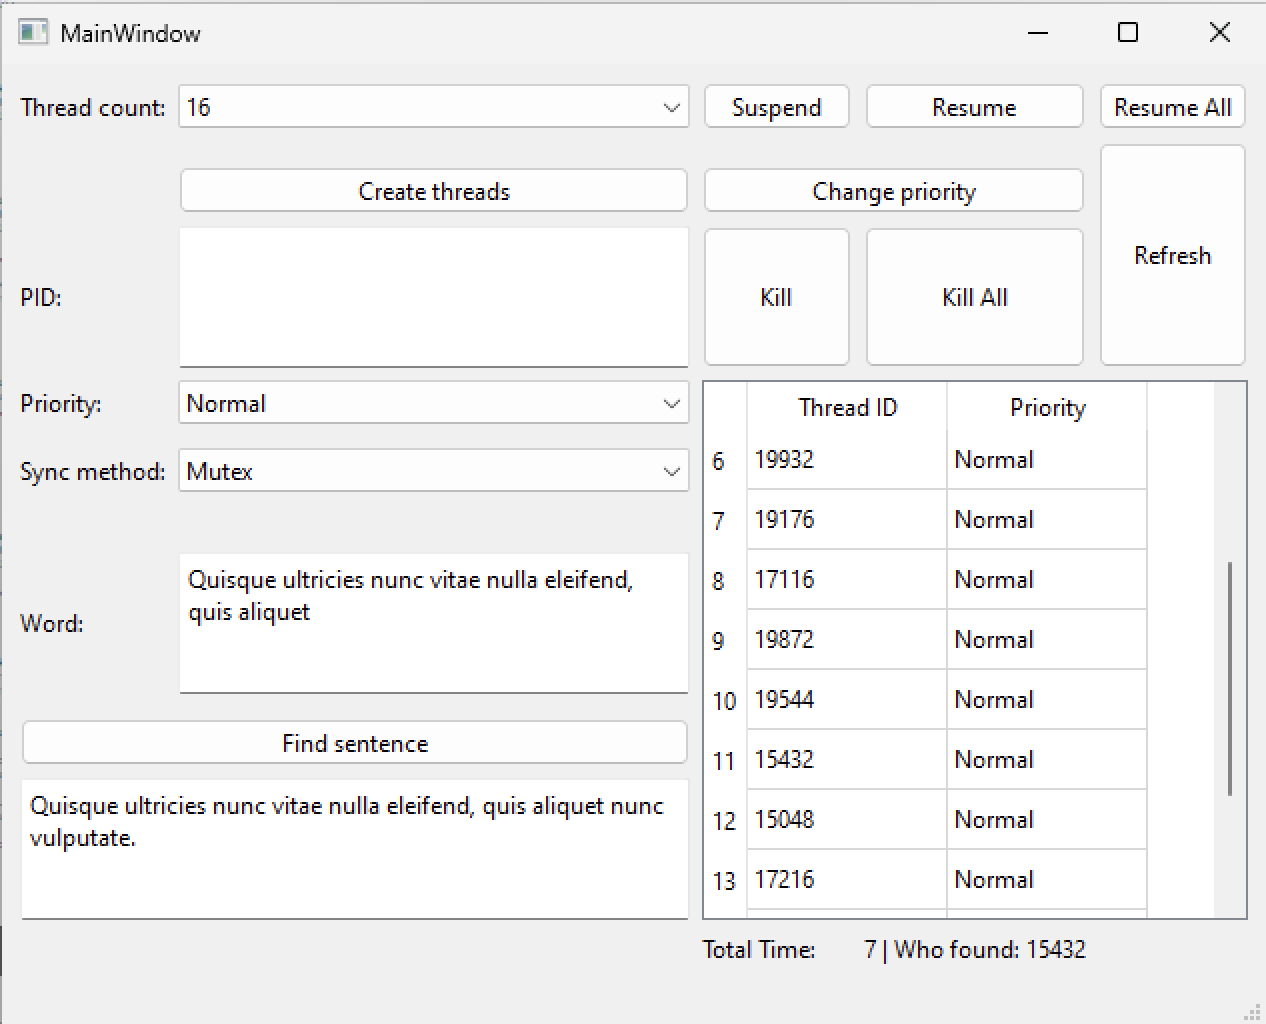 MainWindow
Thread count: 16 Suspend Resume Resume All
Create threads Change priority
Refresh
PID: Kill Kill All
Priority: Normal
Sync method: Mutex
Word: Quisque ultricies nunc vitae nulla eleifend,
quis aliquet
Find sentence
Quisque ultricies nunc vitae nulla eleifend, quis aliquet nunc
vulputate.
Thread ID Priority
6 19932 Normal
7 19176 Normal
8 17116 Normal
9 19872 Normal
10 19544 Normal
11 15432 Normal
12 15048 Normal
13 17216 Normal
Total Time: 7 | Who found: 15432